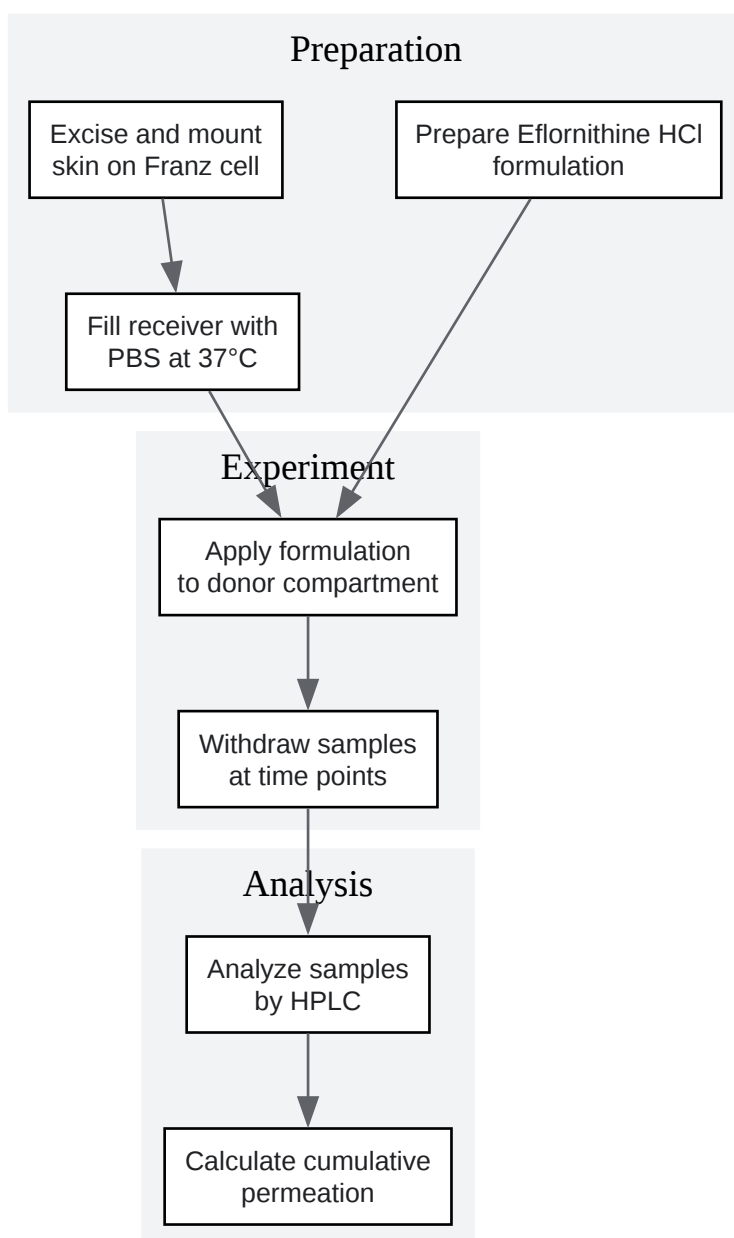 Preparation
Excise and mount
skin on Franz cell
Prepare Eflornithine HCl
formulation
Fill receiver with
PBS at 37°C
Experiment
Apply formulation
to donor compartment
Withdraw samples
at time points
Analysis
Analyze samples
by HPLC
Calculate cumulative
permeation